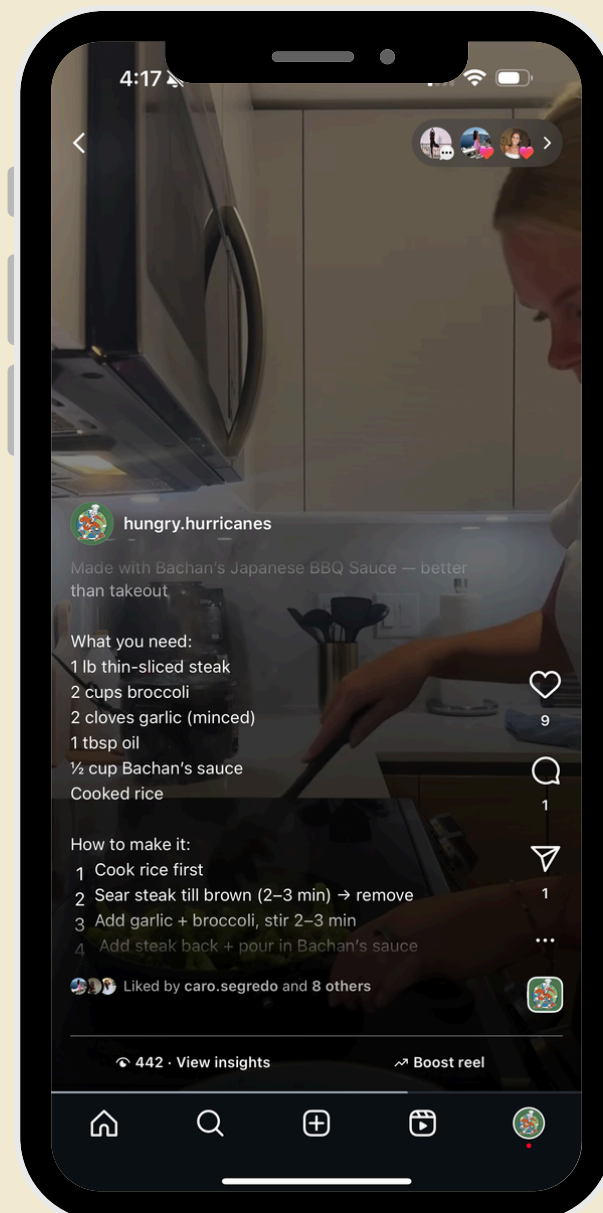 4:17
hungry.hurricanes
Made with Bachan's Japanese BBQ Sauce — better
than takeout
What you need:
1 lb thin-sliced steak
2 cups broccoli
2 cloves garlic (minced)
1 tbsp oil
½ cup Bachan's sauce
Cooked rice
How to make it:
1 Cook rice first
2 Sear steak till brown (2–3 min) → remove
3 Add garlic + broccoli, stir 2–3 min
4 Add steak back + pour in Bachan's sauce
9
1
1
Liked by caro.segredo and 8 others
442 · View insights
Boost reel